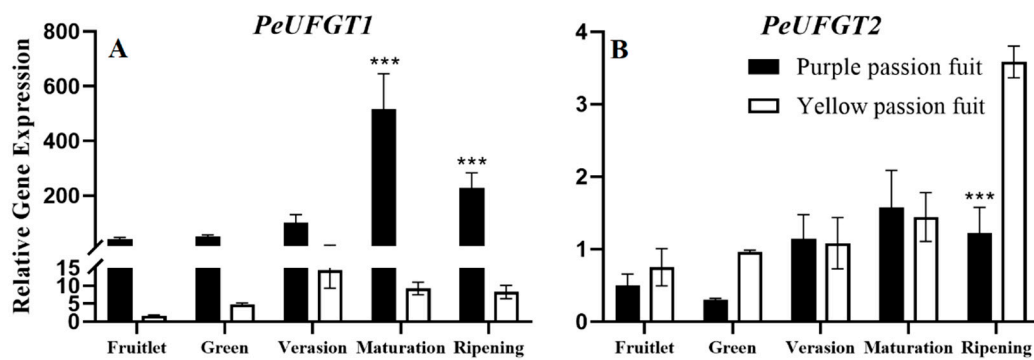 PeUFGT1
A
***
***
Relative Gene Expression
800
600
400
200
15
10
5
0
Fruitlet Green Verasion Maturation Ripening
PeUFGT2
B
Purple passion fuit
Yellow passion fuit
***
4
3
2
1
0
Fruitlet Green Verasion Maturation Ripening